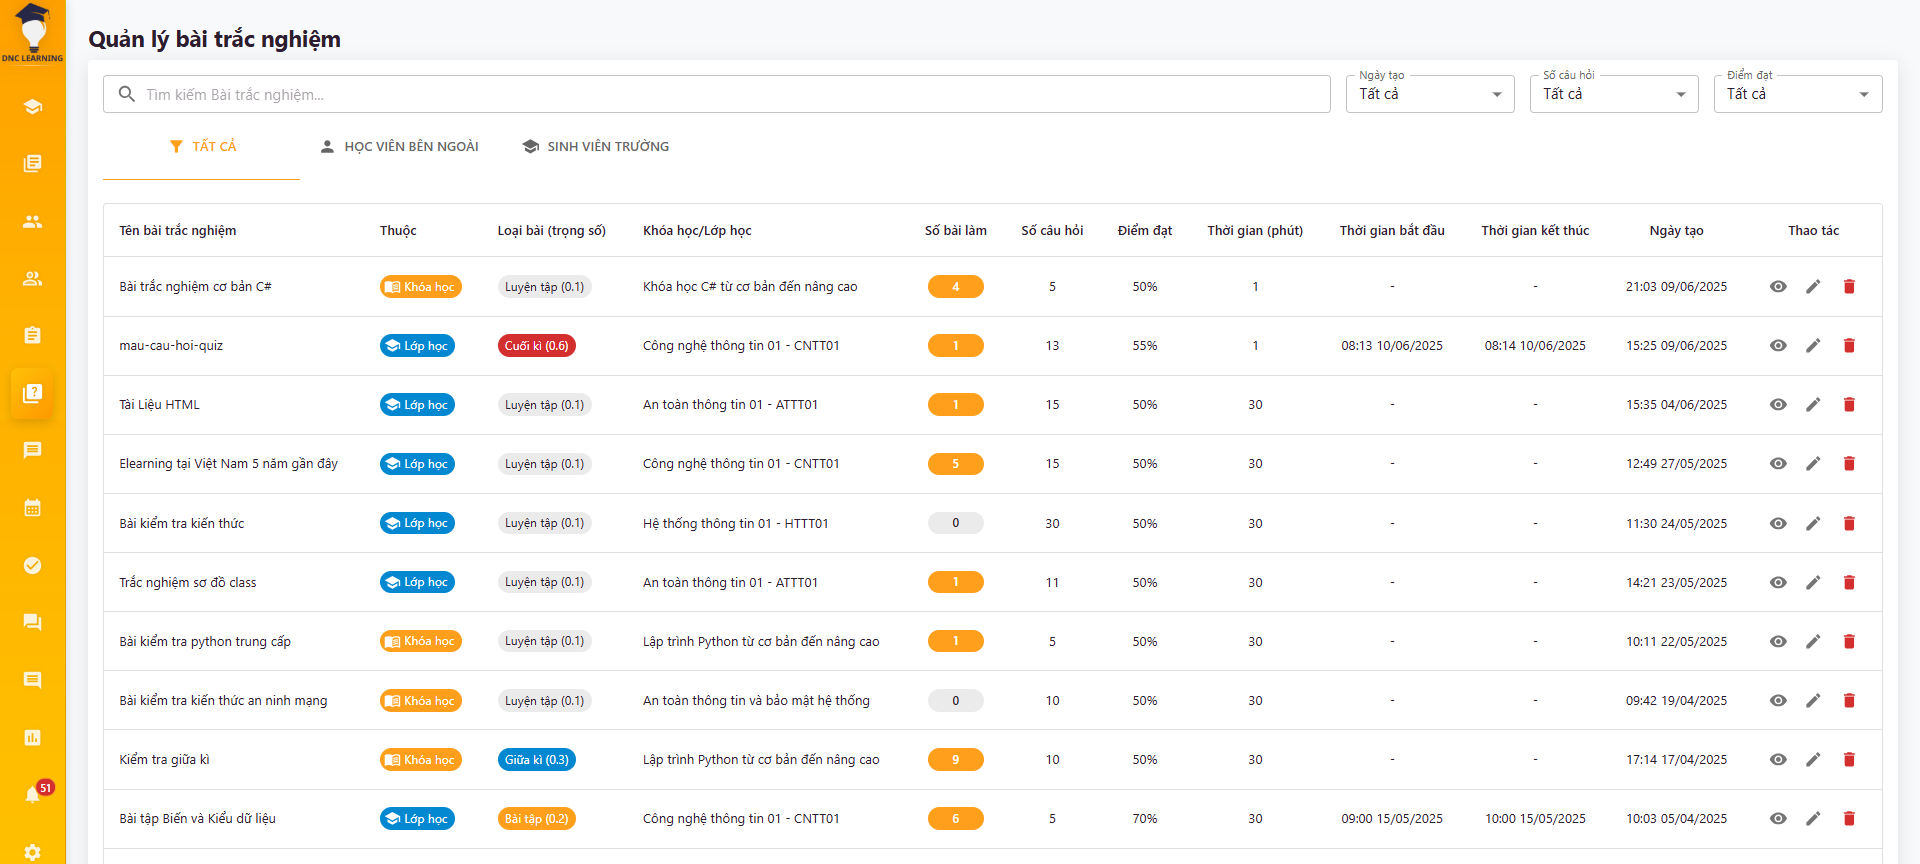 DNC LEARNING
Quản lý bài trắc nghiệm
Tìm kiếm Bài trắc nghiệm...
Ngày tạo
Tất cả
Số câu hỏi
Tất cả
Điểm đạt
Tất cả
TẤT CẢ HỌC VIÊN BÊN NGOÀI SINH VIÊN TRƯỜNG
Tên bài trắc nghiệm Thuộc Loại bài (trọng số) Khóa học/Lớp học Số bài làm Số câu hỏi Điểm đạt Thời gian (phút) Thời gian bắt đầu Thời gian kết thúc Ngày tạo Thao tác
Bài trắc nghiệm cơ bản C# Khóa học Luyện tập (0.1) Khóa học C# từ cơ bản đến nâng cao 4 5 50% 1 - - 21:03 09/06/2025
mau-cau-hoi-quiz Lớp học Cuối kì (0.6) Công nghệ thông tin 01 - CNTT01 1 13 55% 1 08:13 10/06/2025 08:14 10/06/2025 15:25 09/06/2025
Tài Liệu HTML Lớp học Luyện tập (0.1) An toàn thông tin 01 - ATTT01 1 15 50% 30 - - 15:35 04/06/2025
Elearning tại Việt Nam 5 năm gần đây Lớp học Luyện tập (0.1) Công nghệ thông tin 01 - CNTT01 5 15 50% 30 - - 12:49 27/05/2025
Bài kiểm tra kiến thức Lớp học Luyện tập (0.1) Hệ thống thông tin 01 - HTTT01 0 30 50% 30 - - 11:30 24/05/2025
Trắc nghiệm sơ đồ class Lớp học Luyện tập (0.1) An toàn thông tin 01 - ATTT01 1 11 50% 30 - - 14:21 23/05/2025
Bài kiểm tra python trung cấp Khóa học Luyện tập (0.1) Lập trình Python từ cơ bản đến nâng cao 1 5 50% 30 - - 10:11 22/05/2025
Bài kiểm tra kiến thức an ninh mạng Khóa học Luyện tập (0.1) An toàn thông tin và bảo mật hệ thống 0 10 50% 30 - - 09:42 19/04/2025
Kiểm tra giữa kì Khóa học Giữa kì (0.3) Lập trình Python từ cơ bản đến nâng cao 9 10 50% 30 - - 17:14 17/04/2025
Bài tập Biến và Kiểu dữ liệu Lớp học Bài tập (0.2) Công nghệ thông tin 01 - CNTT01 6 5 70% 30 09:00 15/05/2025 10:00 15/05/2025 10:03 05/04/2025
51